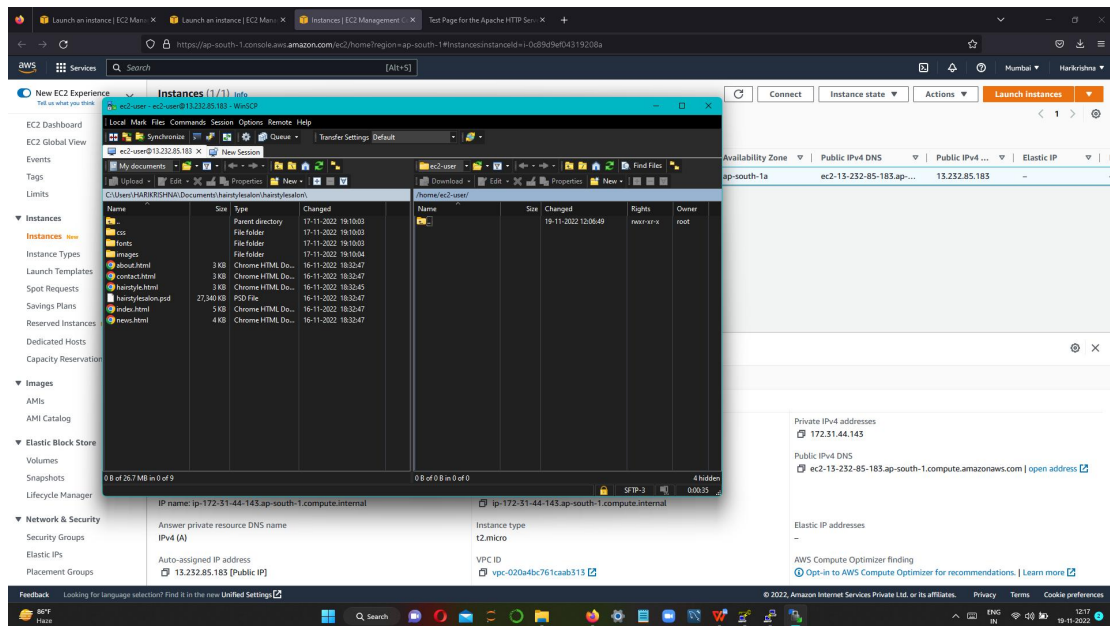 Launch an instance | EC2 Mana
Launch an instance | EC2 Mana
Instances | EC2 Management Co
Test Page for the Apache HTTP Serv
https://ap-south-1.console.aws.amazon.com/ec2/home?region=ap-south-1#Instances:instanceId=i-0c89d9ef04319208a
aws Services Search [Alt+S] Mumbai Harikrishna
New EC2 Experience
Tell us what you think
EC2 Dashboard
EC2 Global View
Events
Tags
Limits
Instances
Instances New
Instance Types
Launch Templates
Spot Requests
Savings Plans
Reserved Instances
Dedicated Hosts
Capacity Reservation
Images
AMIs
AMI Catalog
Elastic Block Store
Volumes
Snapshots
Lifecycle Manager
Network & Security
Security Groups
Elastic IPs
Placement Groups
Instances (1/1) Info
Connect Instance state Actions Launch instances
1
Availability Zone Public IPv4 DNS Public IPv4 ... Elastic IP
ap-south-1a ec2-13-232-85-183.ap-... 13.232.85.183 –
ec2-user - ec2-user@13.232.85.183 - WinSCP
Local Mark Files Commands Session Options Remote Help
Synchronize Queue Transfer Settings Default
ec2-user@13.232.85.183 New Session
My documents
Upload Edit Properties New
C:\Users\HARIKRISHNA\Documents\hairstylesalon\hairstylesalon\
Name Size Type Changed
.. Parent directory 17-11-2022 19:10:03
css File folder 17-11-2022 19:10:03
fonts File folder 17-11-2022 19:10:03
images File folder 17-11-2022 19:10:04
about.html 3 KB Chrome HTML Do... 16-11-2022 18:32:47
contact.html 3 KB Chrome HTML Do... 16-11-2022 18:32:47
hairstyle.html 3 KB Chrome HTML Do... 16-11-2022 18:32:45
hairstylesalon.psd 27,340 KB PSD File 16-11-2022 18:32:47
index.html 5 KB Chrome HTML Do... 16-11-2022 18:32:47
news.html 4 KB Chrome HTML Do... 16-11-2022 18:32:47
0 B of 26.7 MB in 0 of 9
ec2-user Find Files
Download Edit Properties New
/home/ec2-user/
Name Size Changed Rights Owner
.. 19-11-2022 12:06:49 rwxr-xr-x root
0 B of 0 B in 0 of 0 4 hidden
SFTP-3 0:00:35
Private IPv4 addresses
172.31.44.143
Public IPv4 DNS
ec2-13-232-85-183.ap-south-1.compute.amazonaws.com | open address
IP name: ip-172-31-44-143.ap-south-1.compute.internal
ip-172-31-44-143.ap-south-1.compute.internal
Answer private resource DNS name
IPv4 (A)
Instance type
t2.micro
Elastic IP addresses
–
Auto-assigned IP address
13.232.85.183 [Public IP]
VPC ID
vpc-020a4bc761caab313
AWS Compute Optimizer finding
Opt-in to AWS Compute Optimizer for recommendations. | Learn more
Feedback Looking for language selection? Find it in the new Unified Settings © 2022, Amazon Internet Services Private Ltd. or its affiliates. Privacy Terms Cookie preferences
86°F
Haze
Search
ENG
IN
12:17
19-11-2022